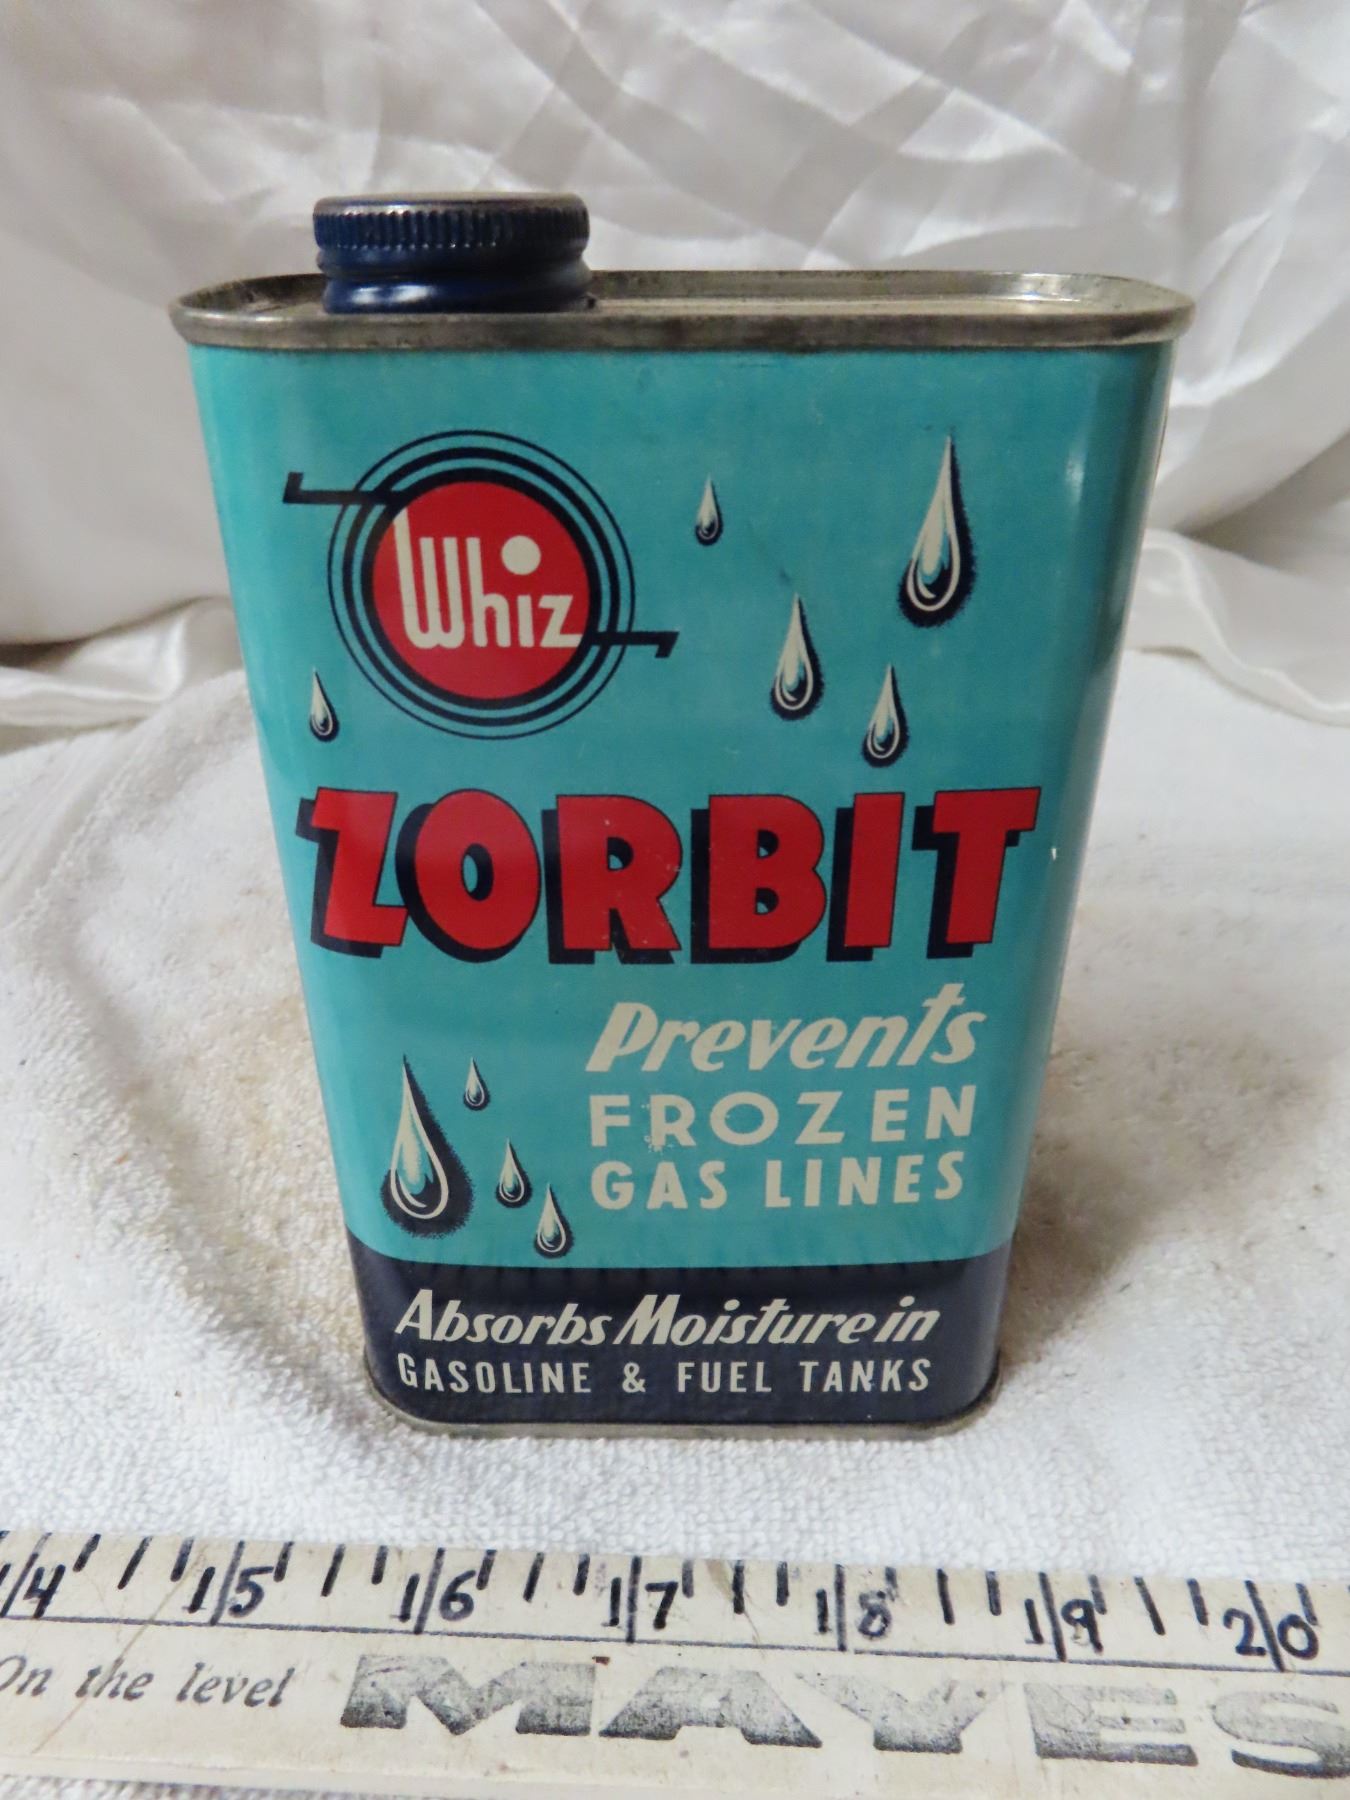 Whiz
ZORBIT
Prevents
FROZEN
GAS LINES
Absorbs Moisture in
GASOLINE & FUEL TANKS
14 15 16 17 18 19 20
On the level MAYES